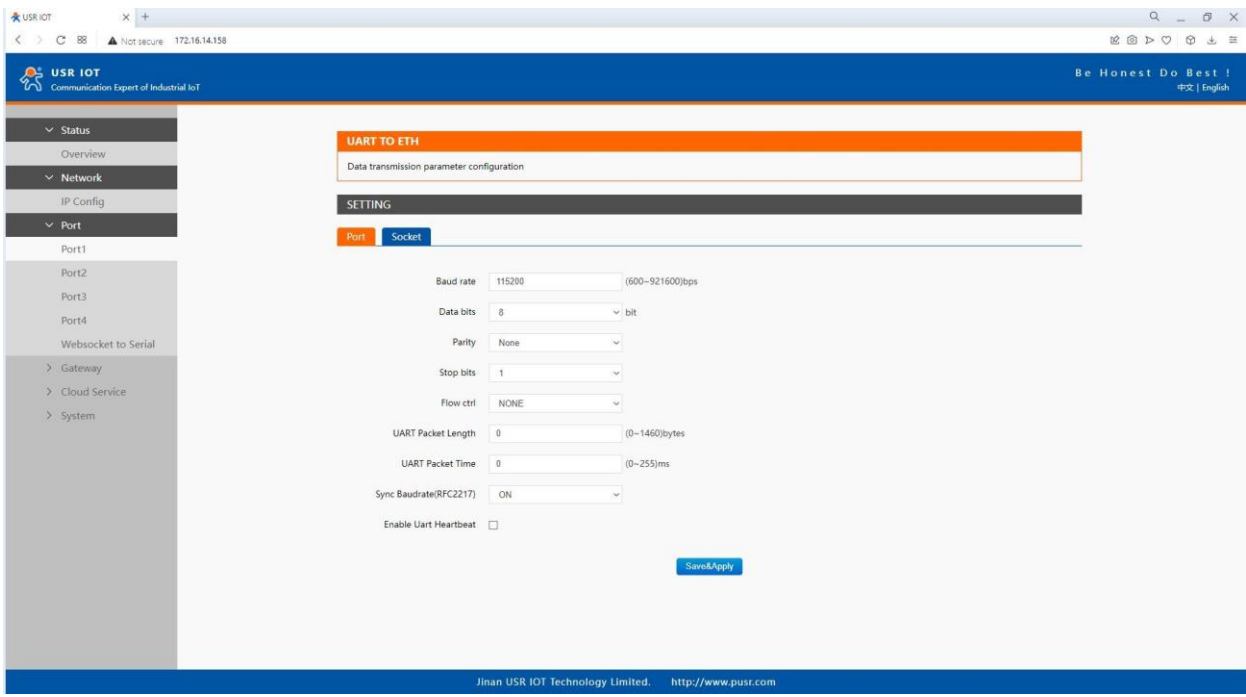 USR IOT
Not secure 172.16.14.158
USR IOT
Communication Expert of Industrial IoT
Be Honest Do Best !
中文 | English
Status
Overview
Network
IP Config
Port
Port1
Port2
Port3
Port4
Websocket to Serial
Gateway
Cloud Service
System
UART TO ETH
Data transmission parameter configuration
SETTING
Port Socket
Baud rate 115200 (600~921600)bps
Data bits 8 bit
Parity None
Stop bits 1
Flow ctrl NONE
UART Packet Length 0 (0~1460)bytes
UART Packet Time 0 (0~255)ms
Sync Baudrate(RFC2217) ON
Enable Uart Heartbeat
Save&Apply
Jinan USR IOT Technology Limited. http://www.pusr.com